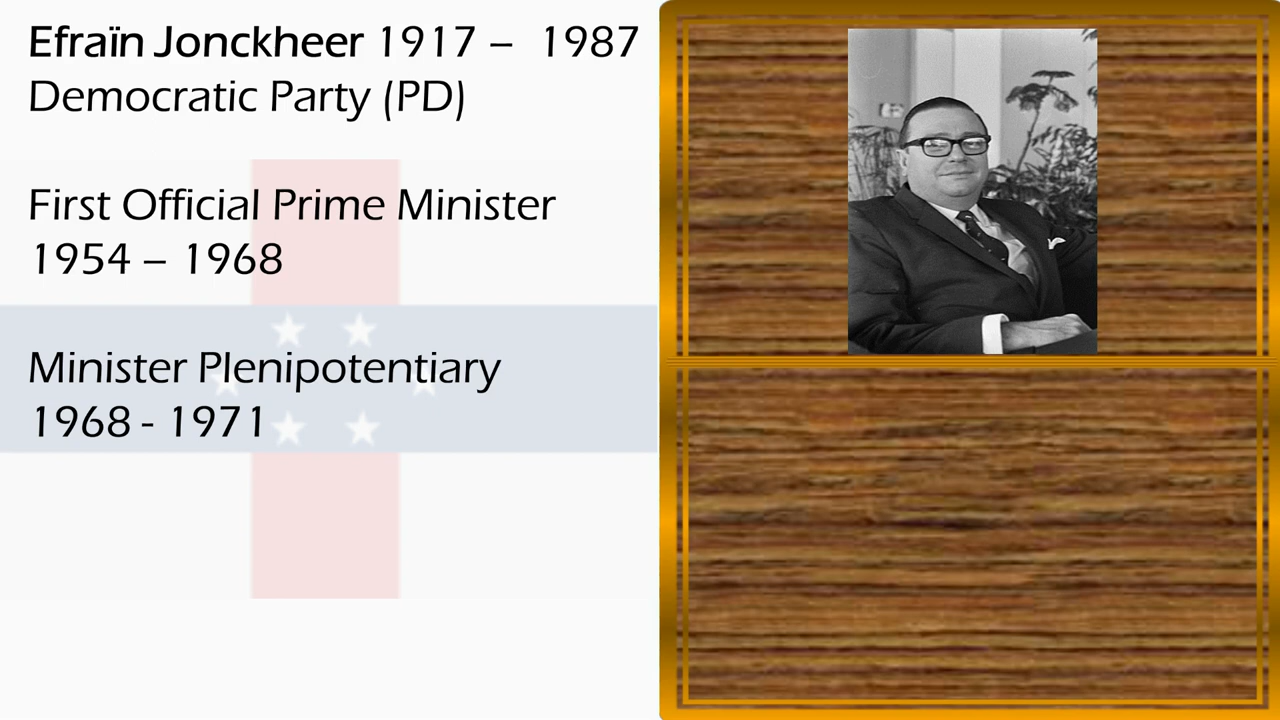 Efraïn Jonckheer 1917 – 1987
Democratic Party (PD)
First Official Prime Minister
1954 – 1968
Minister Plenipotentiary
1968 - 1971